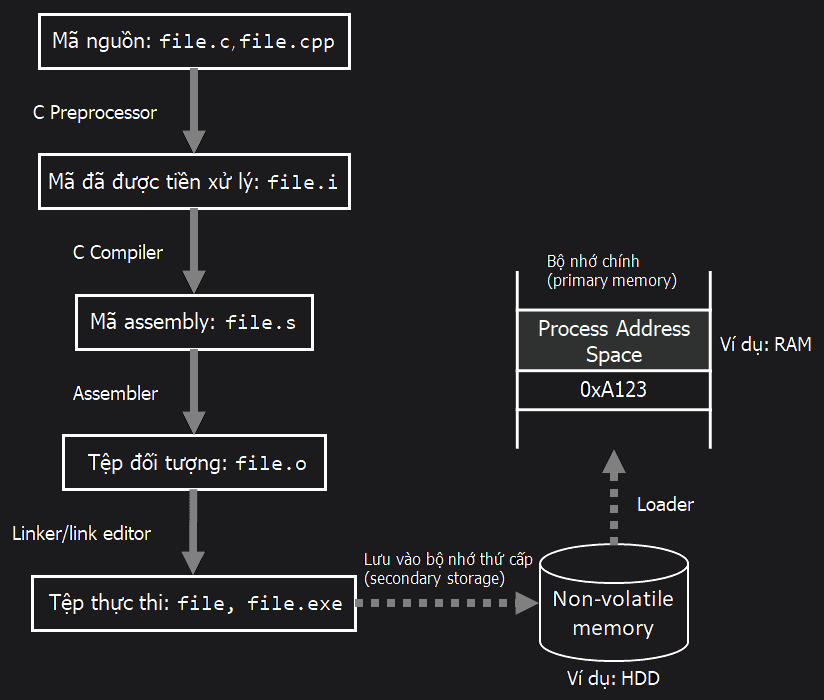 Mã nguồn: file.c,file.cpp
C Preprocessor
Mã đã được tiền xử lý: file.i
C Compiler
Mã assembly: file.s
Assembler
Tệp đối tượng: file.o
Linker/link editor
Tệp thực thi: file, file.exe
Lưu vào bộ nhớ thứ cấp
(secondary storage)
Non-volatile
memory
Ví dụ: HDD
Loader
Bộ nhớ chính
(primary memory)
Process Address
Space
0xA123
Ví dụ: RAM